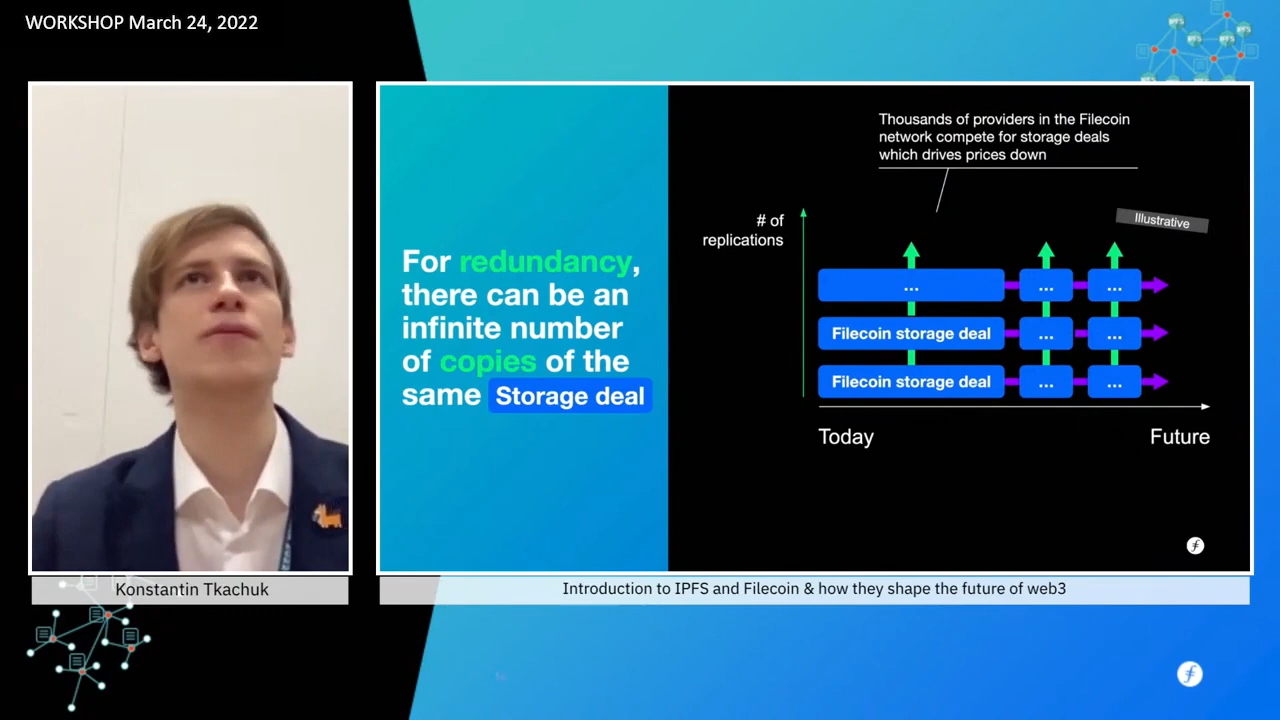 WORKSHOP March 24, 2022
For redundancy,
there can be an
infinite number
of copies of the
same Storage deal
Thousands of providers in the Filecoin
network compete for storage deals
which drives prices down
# of
replications
Illustrative
...
...
...
Filecoin storage deal
...
...
Filecoin storage deal
...
...
Today
Future
Konstantin Tkachuk
Introduction to IPFS and Filecoin & how they shape the future of web3